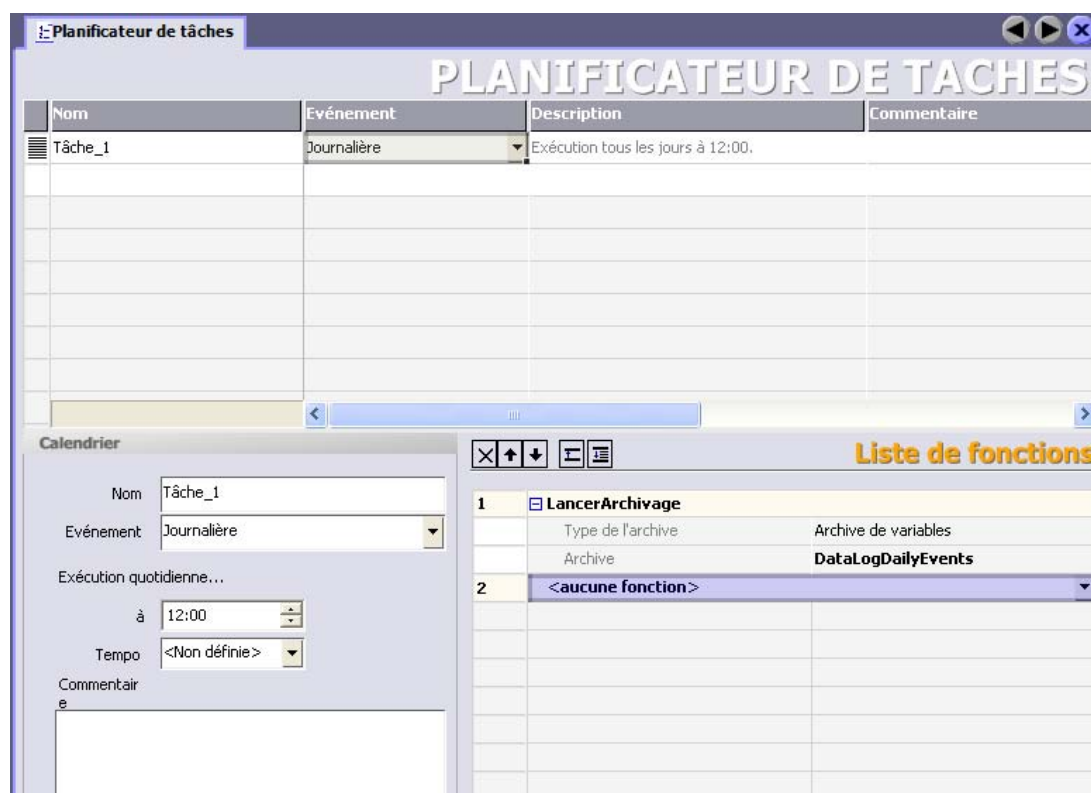 Planificateur de tâches
PLANIFICATEUR DE TACHES
Nom Evénement Description Commentaire
Tâche_1 Journalière Exécution tous les jours à 12:00.
Calendrier
Nom Tâche_1
Evénement Journalière
Exécution quotidienne...
à 12:00
Tempo <Non définie>
Commentair
e
Liste de fonctions
1 LancerArchivage
Type de l'archive Archive de variables
Archive DataLogDailyEvents
2 <aucune fonction>